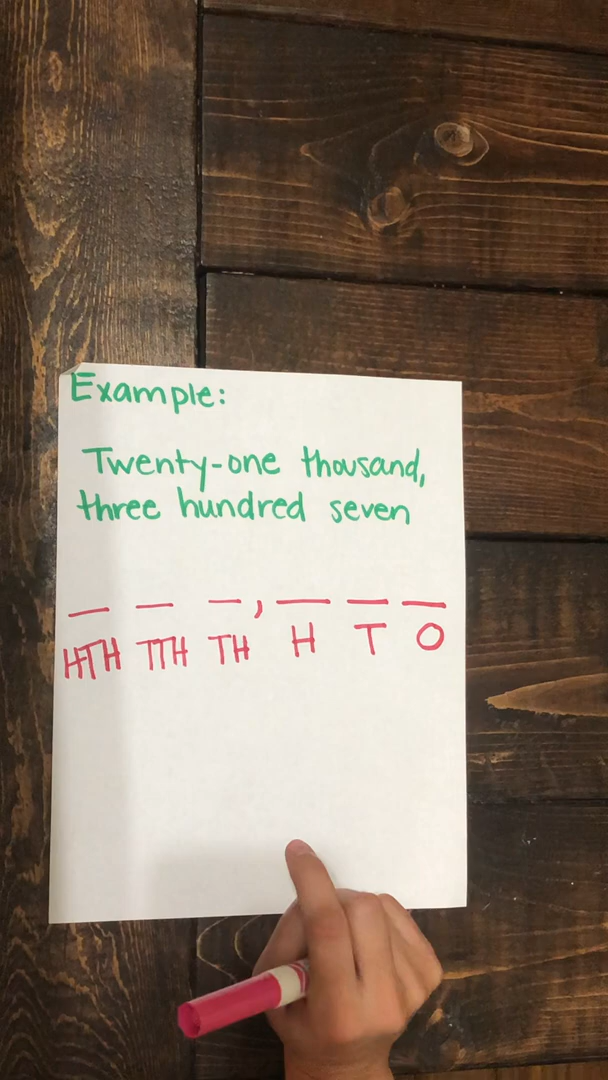 Example:
Twenty-one thousand,
three hundred seven
_ _ _, _ _ _
HTH TTH TH H T O